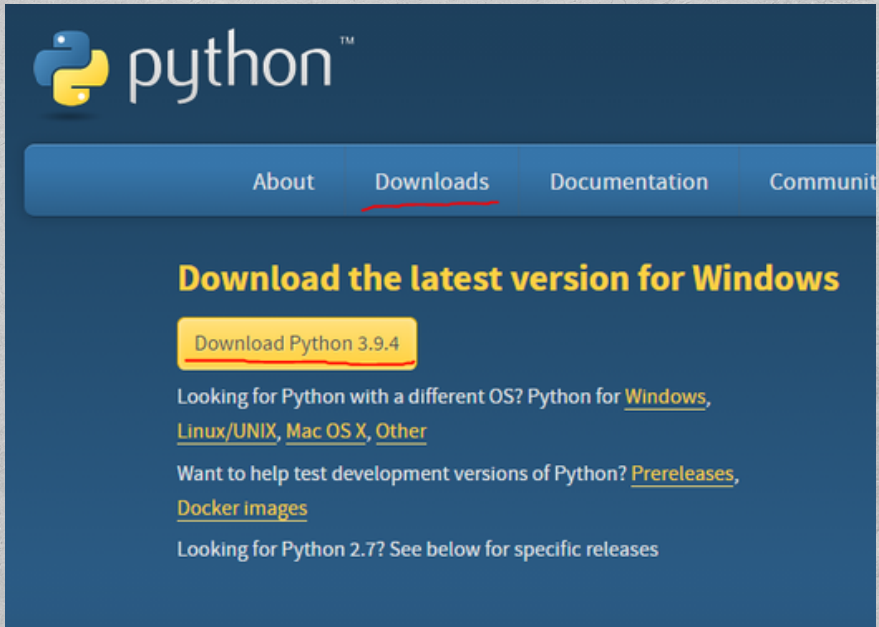 python™
About Downloads Documentation
Download the latest version for Windows
Download Python 3.9.4
Looking for Python with a different OS? Python for Windows,
Linux/UNIX, Mac OS X, Other
Want to help test development versions of Python? Prereleases,
Docker images
Looking for Python 2.7? See below for specific releases